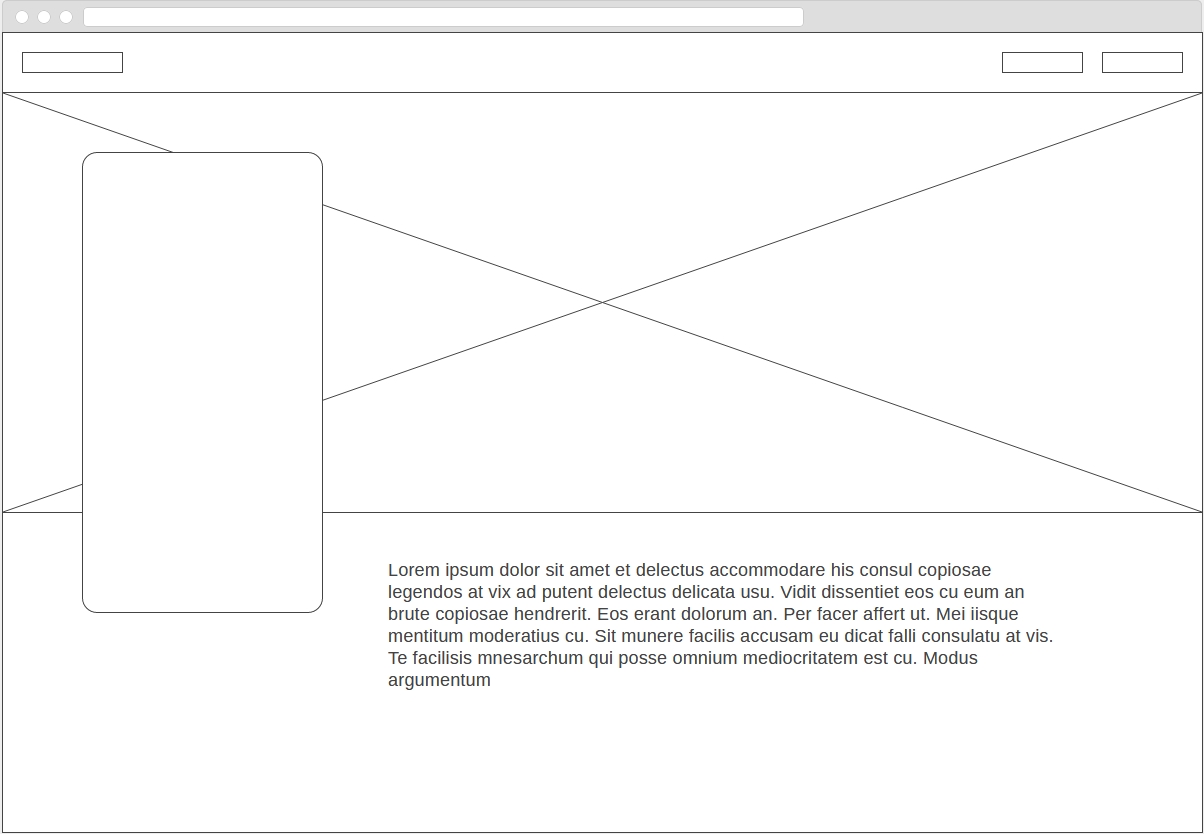 Lorem ipsum dolor sit amet et delectus accommodare his consul copiosae
legendos at vix ad putent delectus delicata usu. Vidit dissentiet eos cu eum an
brute copiosae hendrerit. Eos erant dolorum an. Per facer affert ut. Mei iisque
mentitum moderatius cu. Sit munere facilis accusam eu dicat falli consulatu at vis.
Te facilisis mnesarchum qui posse omnium mediocritatem est cu. Modus
argumentum